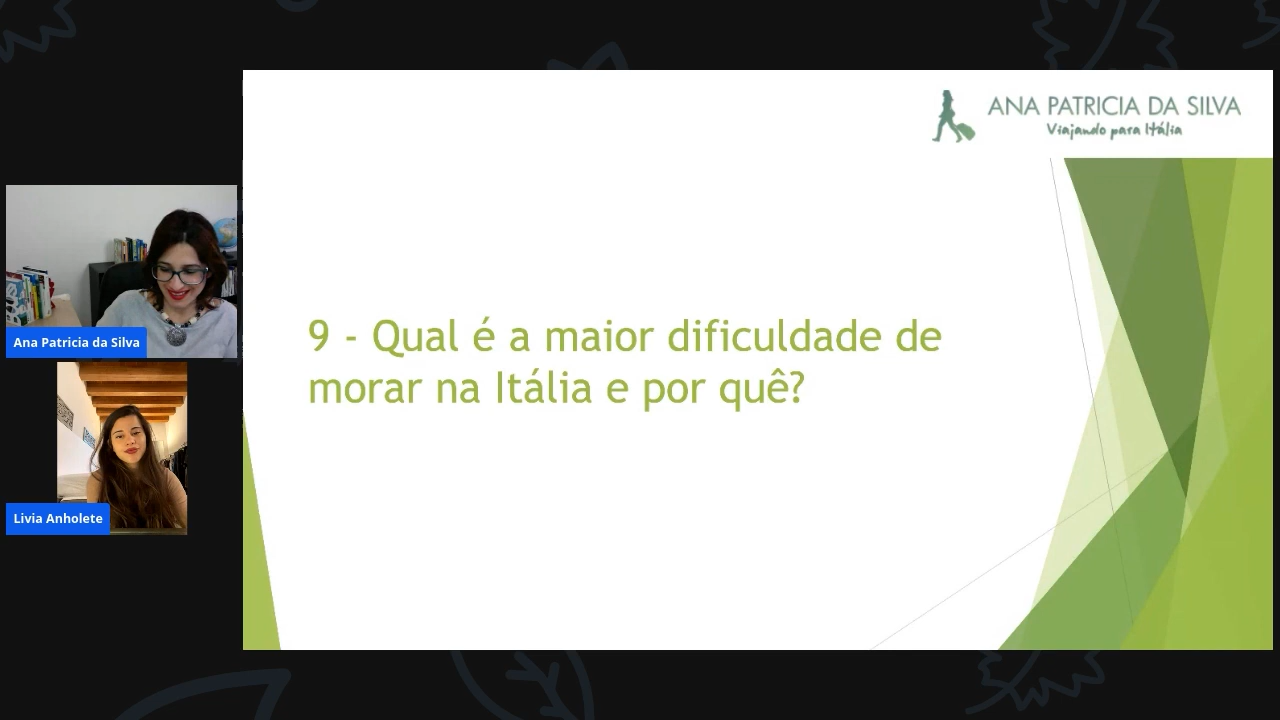 ANA PATRICIA DA SILVA
Viajando para Itália
Ana Patricia da Silva
Livia Anholete
9 - Qual é a maior dificuldade de
morar na Itália e por quê?